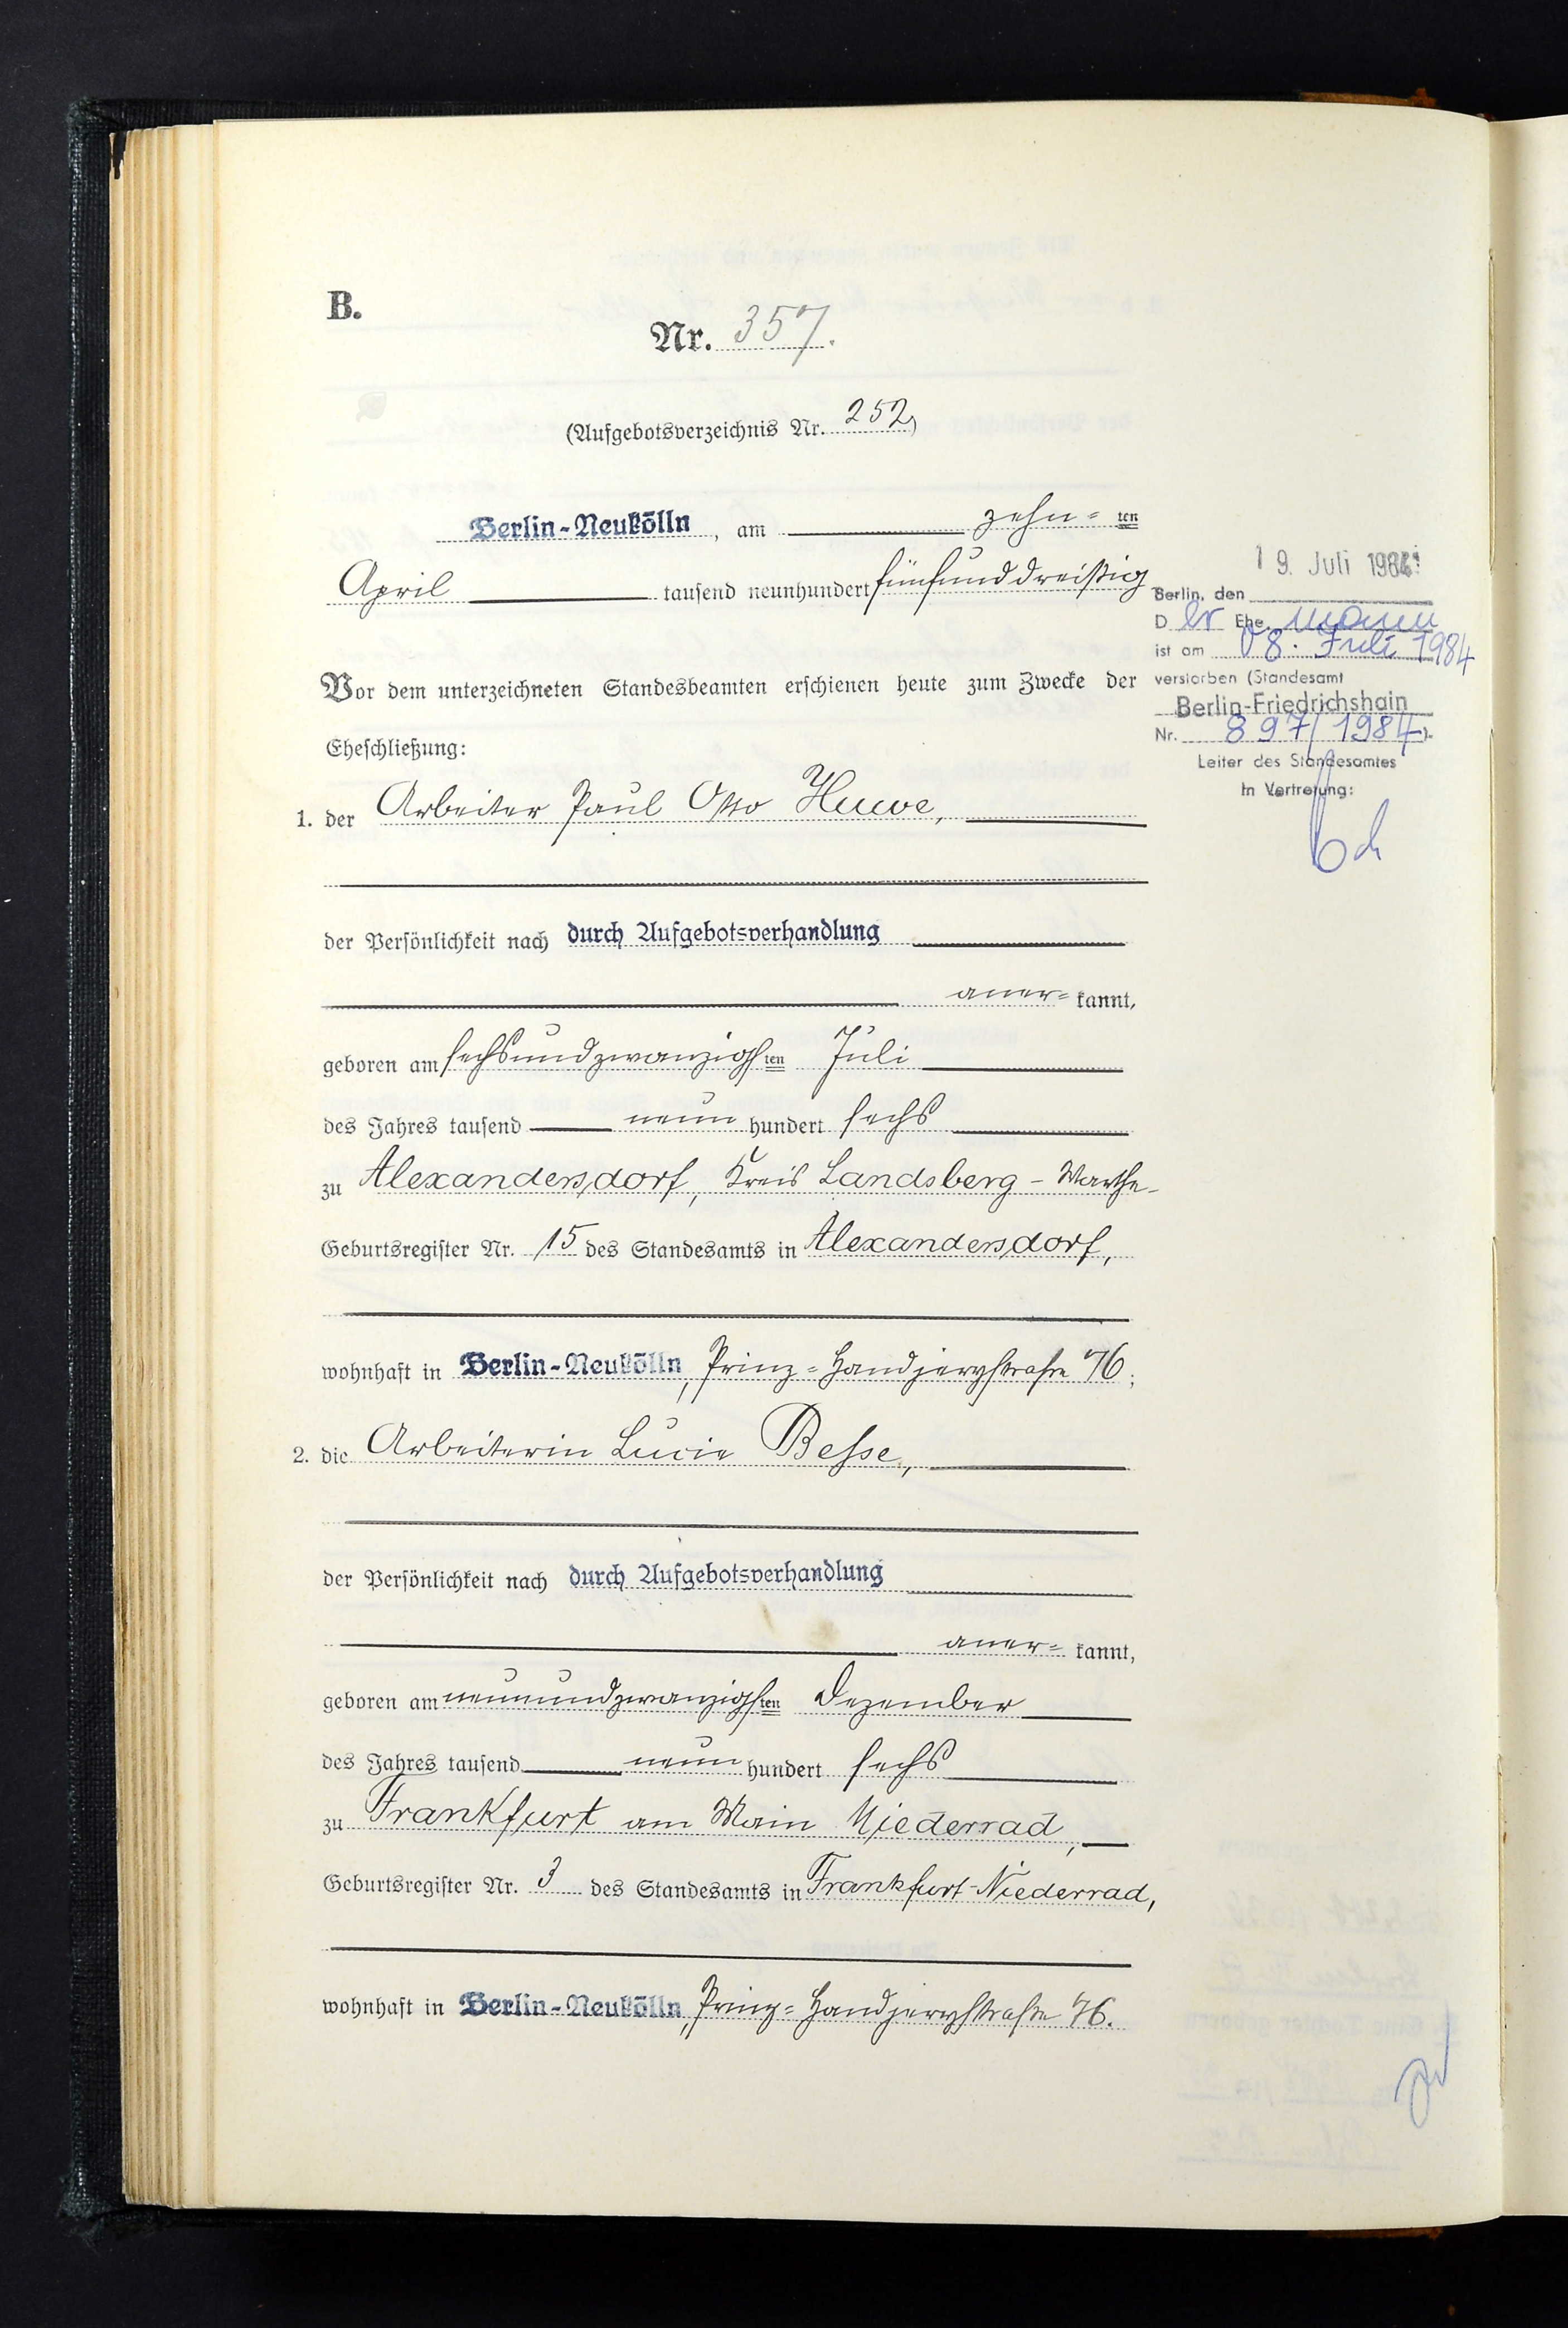 B.
Nr. 357.
(Aufgebotsverzeichnis Nr. 252)
Berlin-Neukölln, am zehn= ten
April tausend neunhundert fünfunddreißig
Vor dem unterzeichneten Standesbeamten erschienen heute zum Zwecke der
Eheschließung:
1. der Arbeiter Paul Otto Huwe,
der Persönlichkeit nach durch Aufgebotsverhandlung
aner= kannt,
geboren am sechsundzwanzigsten Juli
des Jahres tausend neun hundert sechs
zu Alexandersdorf, Kreis Landsberg - Warthe
Geburtsregister Nr. 15 des Standesamts in Alexandersdorf,
wohnhaft in Berlin-Neukölln, Prinz=Handjerystraße 76;
2. die Arbeiterin Lucie Besse,
der Persönlichkeit nach durch Aufgebotsverhandlung
aner= kannt,
geboren am neunundzwanzigsten Dezember
des Jahres tausend neun hundert sechs
zu Frankfurt am Main Niederrad,
Geburtsregister Nr. 3 des Standesamts in Frankfurt-Niederrad,
wohnhaft in Berlin-Neukölln, Prinz=Handjerystraße 76.
19. Juli 1984
Berlin, den
Der Ehemann
ist am 08. Juli 1984
verstorben (Standesamt
Berlin-Friedrichshain
Nr. 897/1984).
Leiter des Standesamtes
In Vertretung: